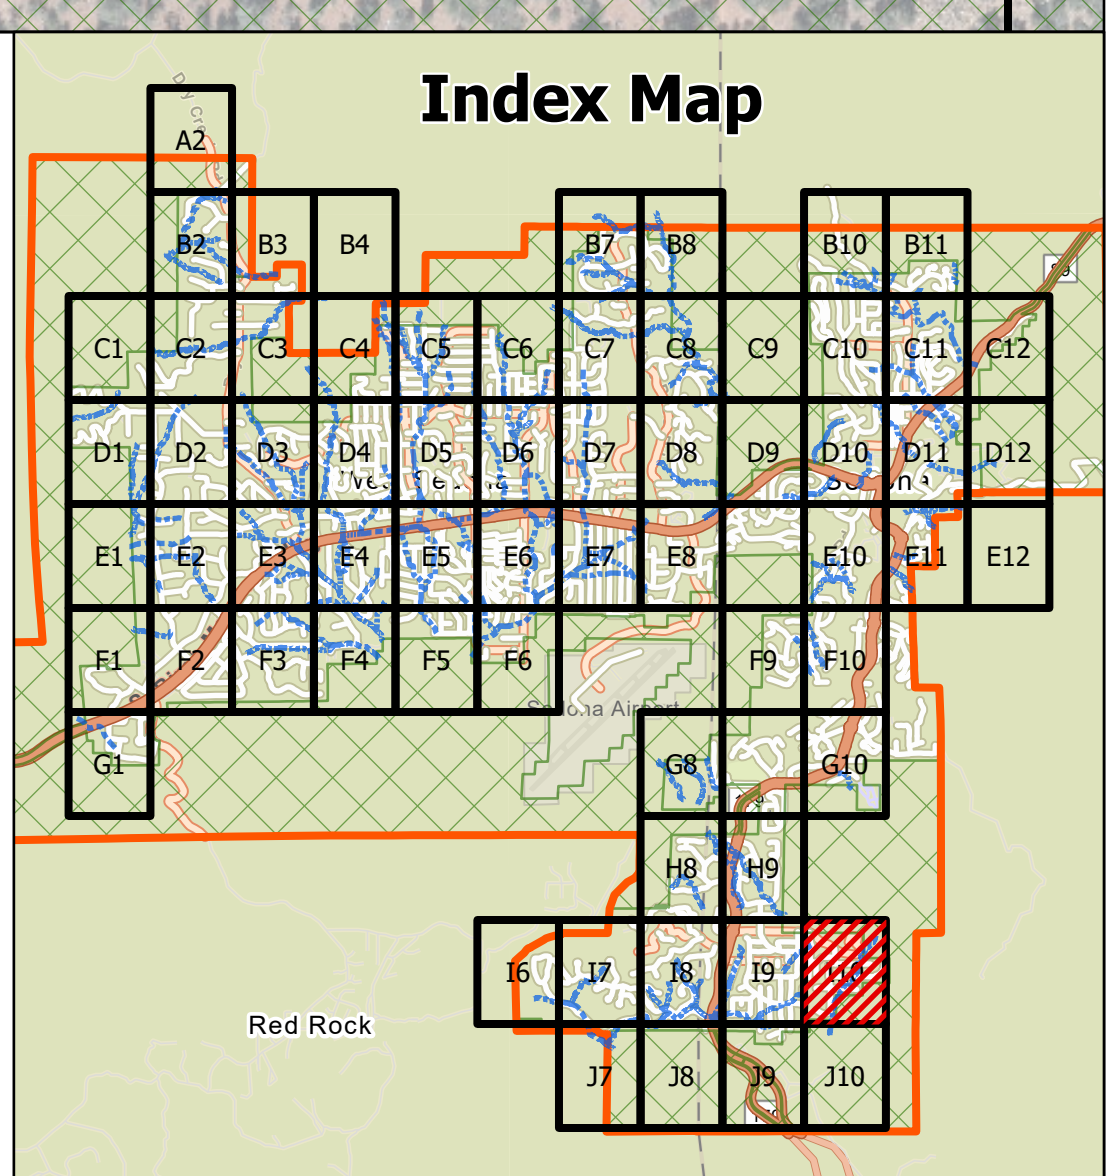 Index Map
A2
B2 B3 B4 B7 B8 B10 B11
C1 C2 C3 C4 C5 C6 C7 C8 C9 C10 C11 C12
D1 D2 D3 D4 D5 D6 D7 D8 D9 D10 D11 D12
E1 E2 E3 E4 E5 E6 E7 E8 E10 E11 E12
F1 F2 F3 F4 F5 F6 F9 F10
Sedona Airport
G1 G8 G10
H8 H9
I6 I7 I8 I9 I10
Red Rock
J7 J8 J9 J10